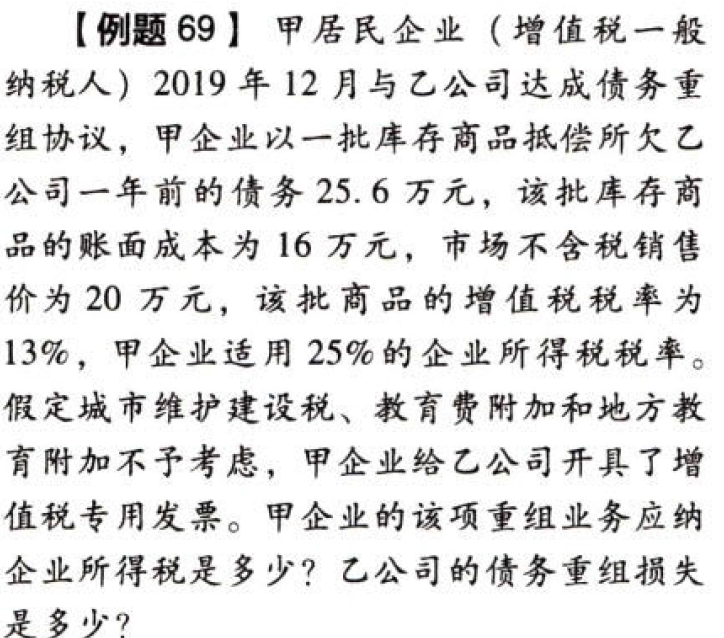 【例题 69】 甲居民企业（增值税一般
纳税人）2019 年 12 月与乙公司达成债务重
组协议，甲企业以一批库存商品抵偿所欠乙
公司一年前的债务 25.6 万元，该批库存商
品的账面成本为 16 万元，市场不含税销售
价为 20 万元，该批商品的增值税税率为
13%，甲企业适用 25%的企业所得税税率。
假定城市维护建设税、教育费附加和地方教
育附加不予考虑，甲企业给乙公司开具了增
值税专用发票。甲企业的该项重组业务应纳
企业所得税是多少？乙公司的债务重组损失
是多少？